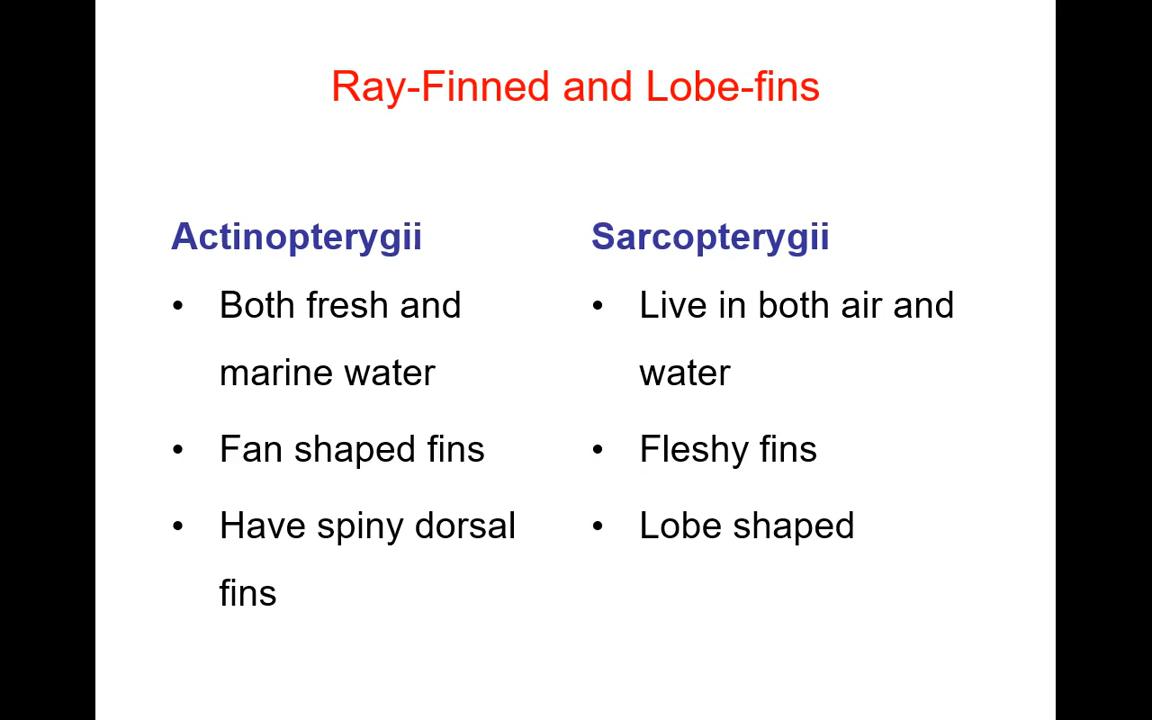 Ray-Finned and Lobe-fins
Actinopterygii
• Both fresh and
marine water
• Fan shaped fins
• Have spiny dorsal
fins
Sarcopterygii
• Live in both air and
water
• Fleshy fins
• Lobe shaped